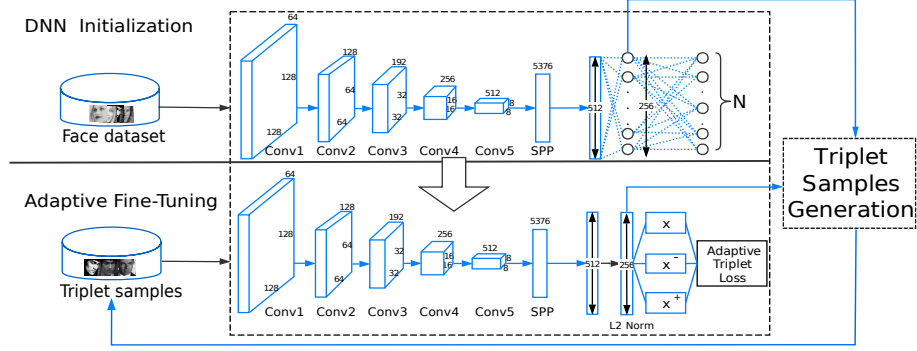 DNN Initialization
64
128
128
128
64
64
192
32
32
256
16
16
512
8
8
5376
512
256
N
Face dataset
Conv1 Conv2 Conv3 Conv4 Conv5 SPP
Triplet
Samples
Generation
Adaptive Fine-Tuning
64
128
128
128
64
64
192
32
32
256
16
16
512
8
8
5376
512
256
x
x-
x+
Adaptive
Triplet
Loss
Triplet samples
L2 Norm
Conv1 Conv2 Conv3 Conv4 Conv5 SPP